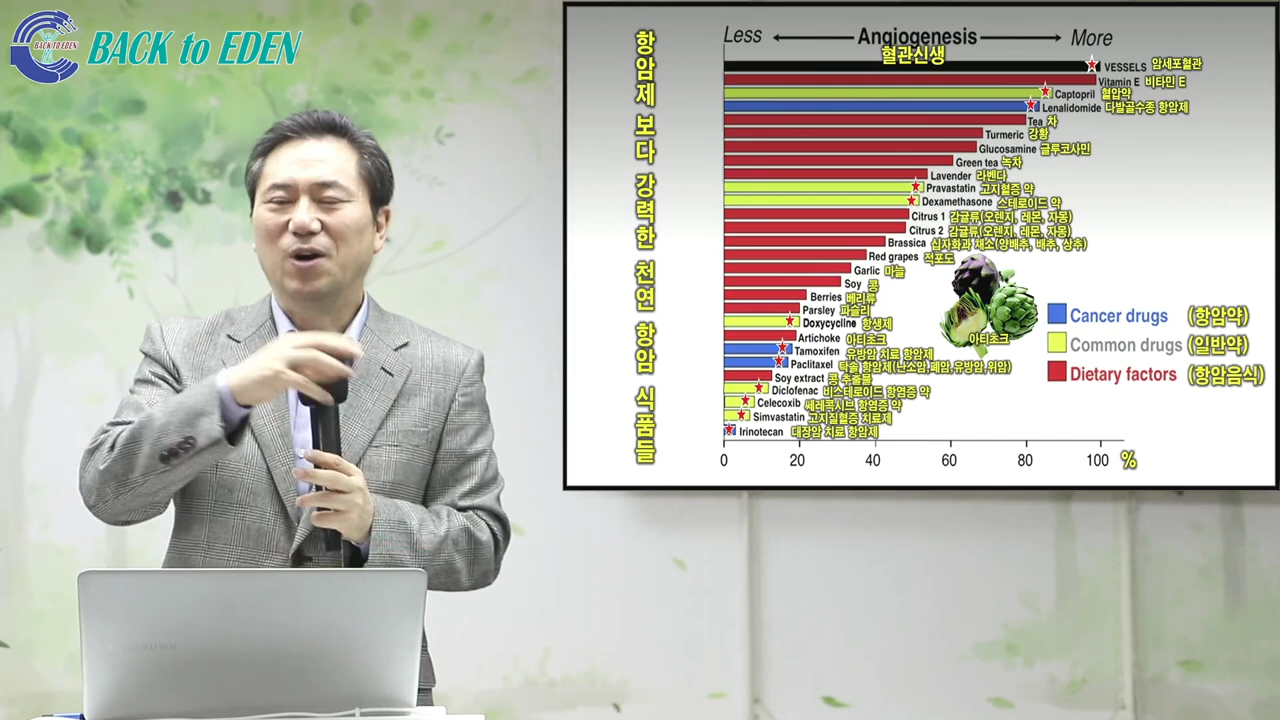 BACK TO EDEN
BACK to EDEN
항암제 보다 강력한 천연 항암 식품들
Less
Angiogenesis
More
혈관신생
VESSELS 암세포혈관
Vitamin E 비타민 E
Captopril 혈압약
Lenalidomide 다발골수종 항암제
Tea 차
Turmeric 강황
Glucosamine 글루코사민
Green tea 녹차
Lavender 라벤다
Pravastatin 고지혈증 약
Dexamethasone 스테로이드 약
Citrus 1 감귤류(오렌지, 레몬, 자몽)
Citrus 2 감귤류(오렌지, 레몬, 자몽)
Brassica 십자화과 채소(양배추, 배추, 상추)
Red grapes 적포도
Garlic 마늘
Soy 콩
Berries 베리류
Parsley 파슬리
Doxycycline 항생제
Artichoke 아티초크
Tamoxifen 유방암 치료 항암제
Paclitaxel 탁솔 항암제(난소암,폐암,유방암,위암)
Soy extract 콩 추출물
Diclofenac 비스테로이드 항염증 약
Celecoxib 쎄레콕시브 항염증 약
Simvastatin 고지질혈증 치료제
Irinotecan 대장암 치료 항암제
아티초크
Cancer drugs (항암약)
Common drugs (일반약)
Dietary factors (항암음식)
0 20 40 60 80 100 %